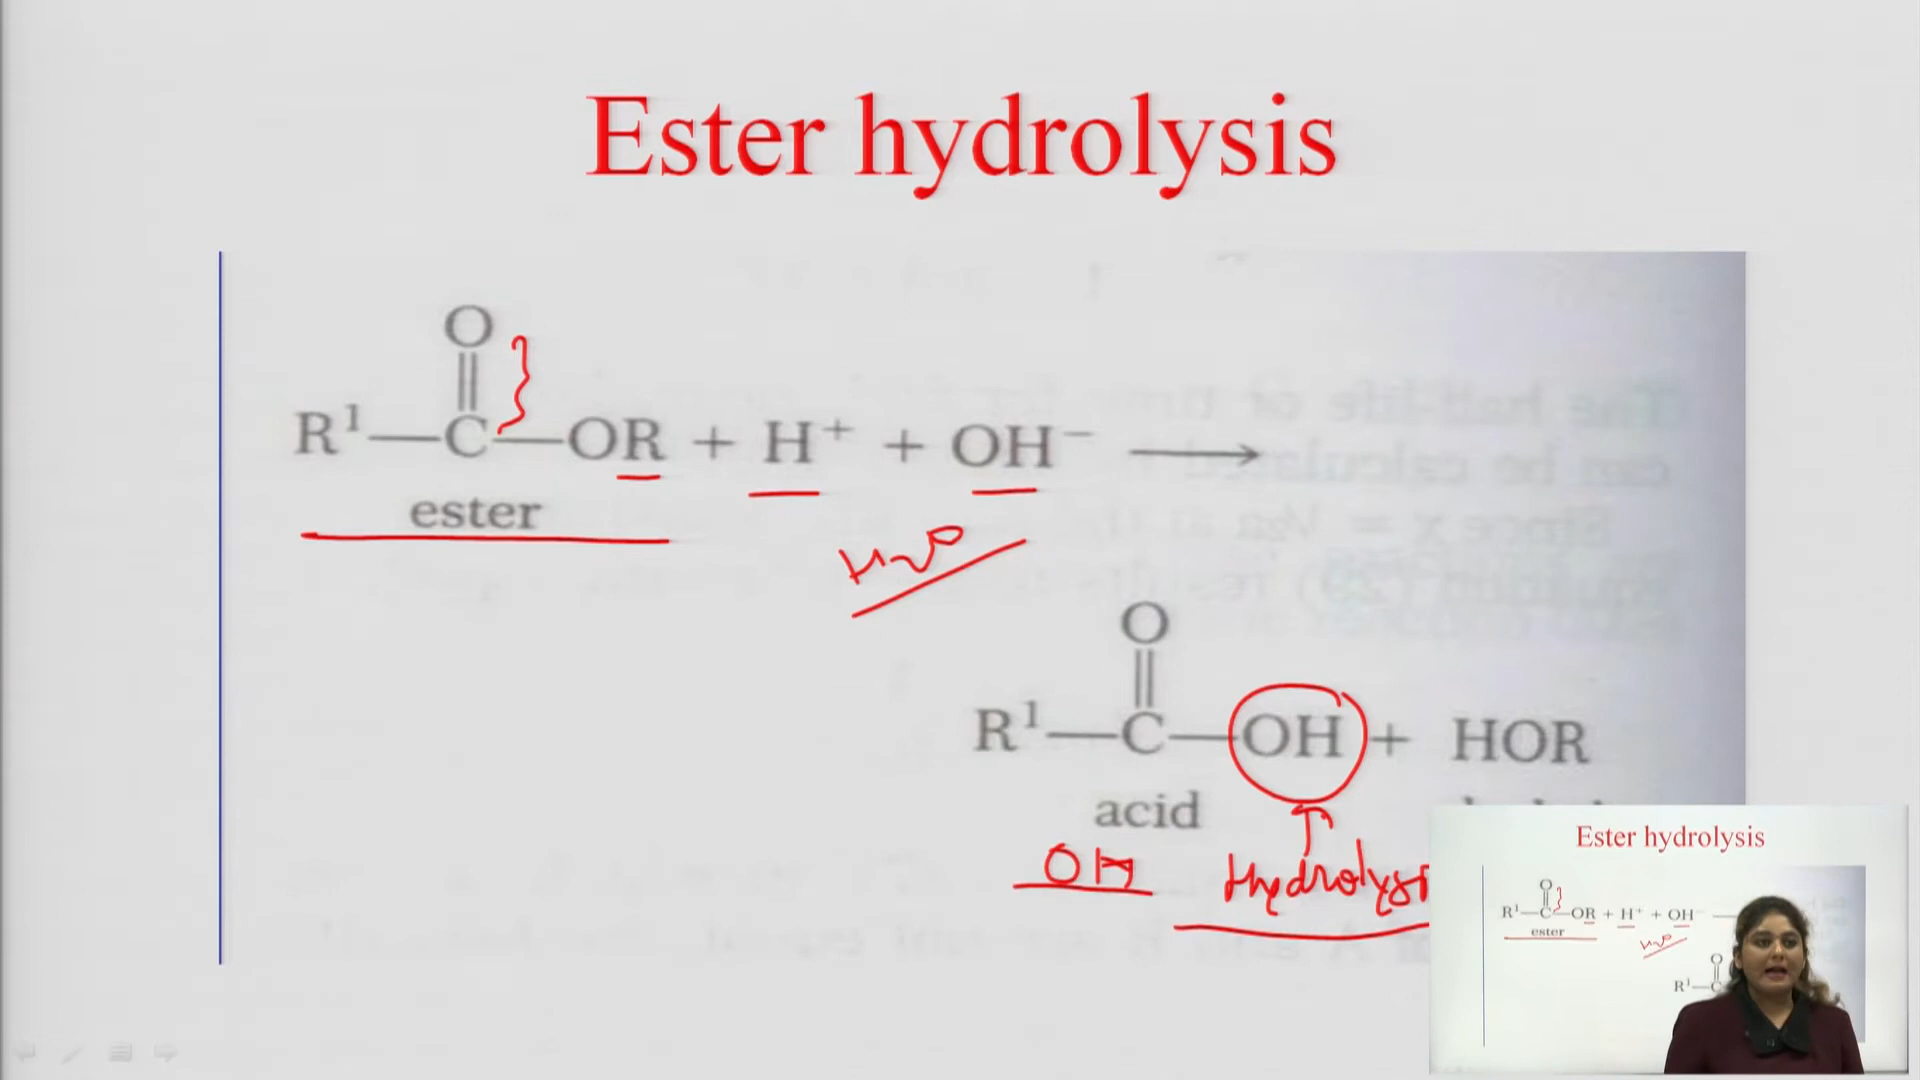 Ester hydrolysis
O
R¹—C—OR + H⁺ + OH⁻ ⟶
ester
H2O
O
R¹—C—OH + HOR
acid
OH Hydrolysi
Ester hydrolysis
O
R¹—C—OR + H⁺ + OH
ester
H2O
O
R¹—C